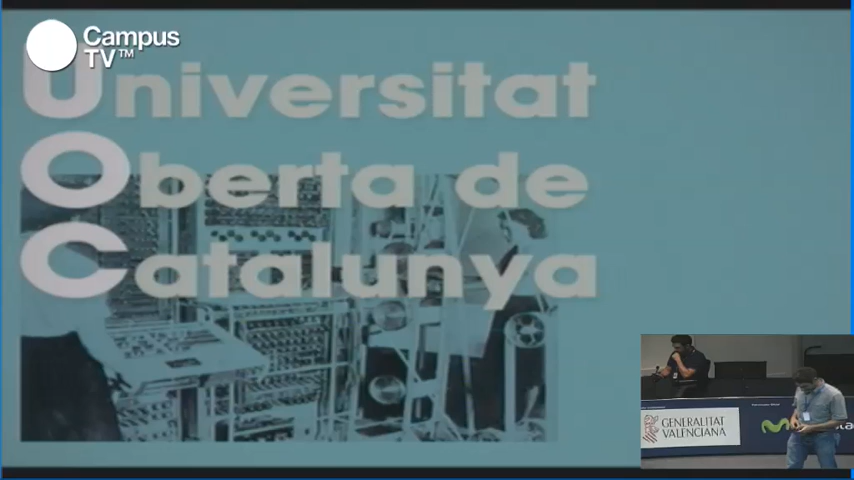 Campus
TV™
Universitat
Oberta de
Catalunya
GENERALITAT
VALENCIANA